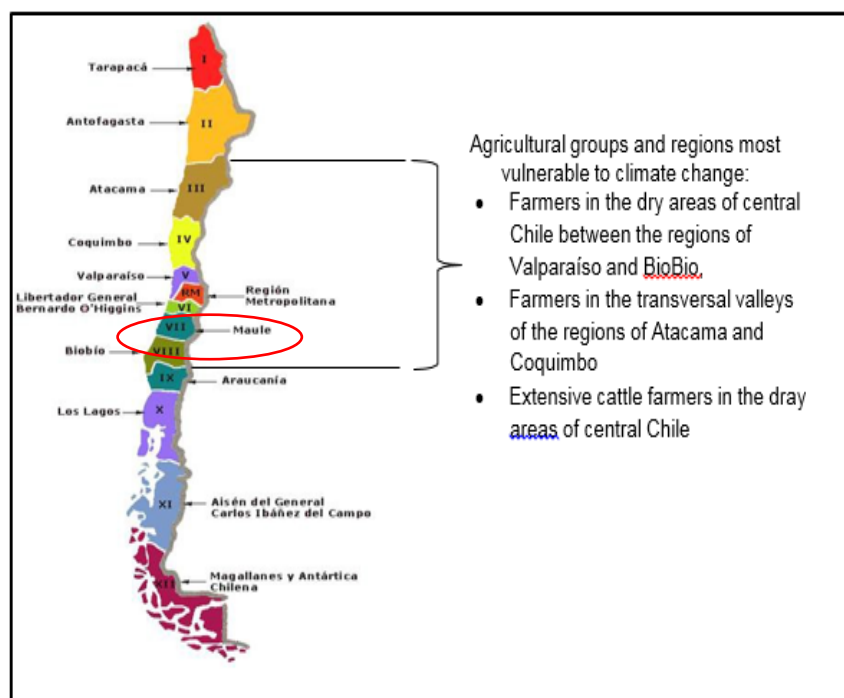 I
Tarapacá
II
Antofagasta
III
Atacama
IV
Coquimbo
V
Valparaíso
RM
Región
Metropolitana
Libertador General
Bernardo O'Higgins
VI
VII
Maule
VIII
Biobío
IX
Araucanía
X
Los Lagos
XI
Aisén del General
Carlos Ibáñez del Campo
XII
Magallanes y Antártica
Chilena
Agricultural groups and regions most
vulnerable to climate change:
• Farmers in the dry areas of central
Chile between the regions of
Valparaíso and BioBio,
• Farmers in the transversal valleys
of the regions of Atacama and
Coquimbo
• Extensive cattle farmers in the dray
areas of central Chile